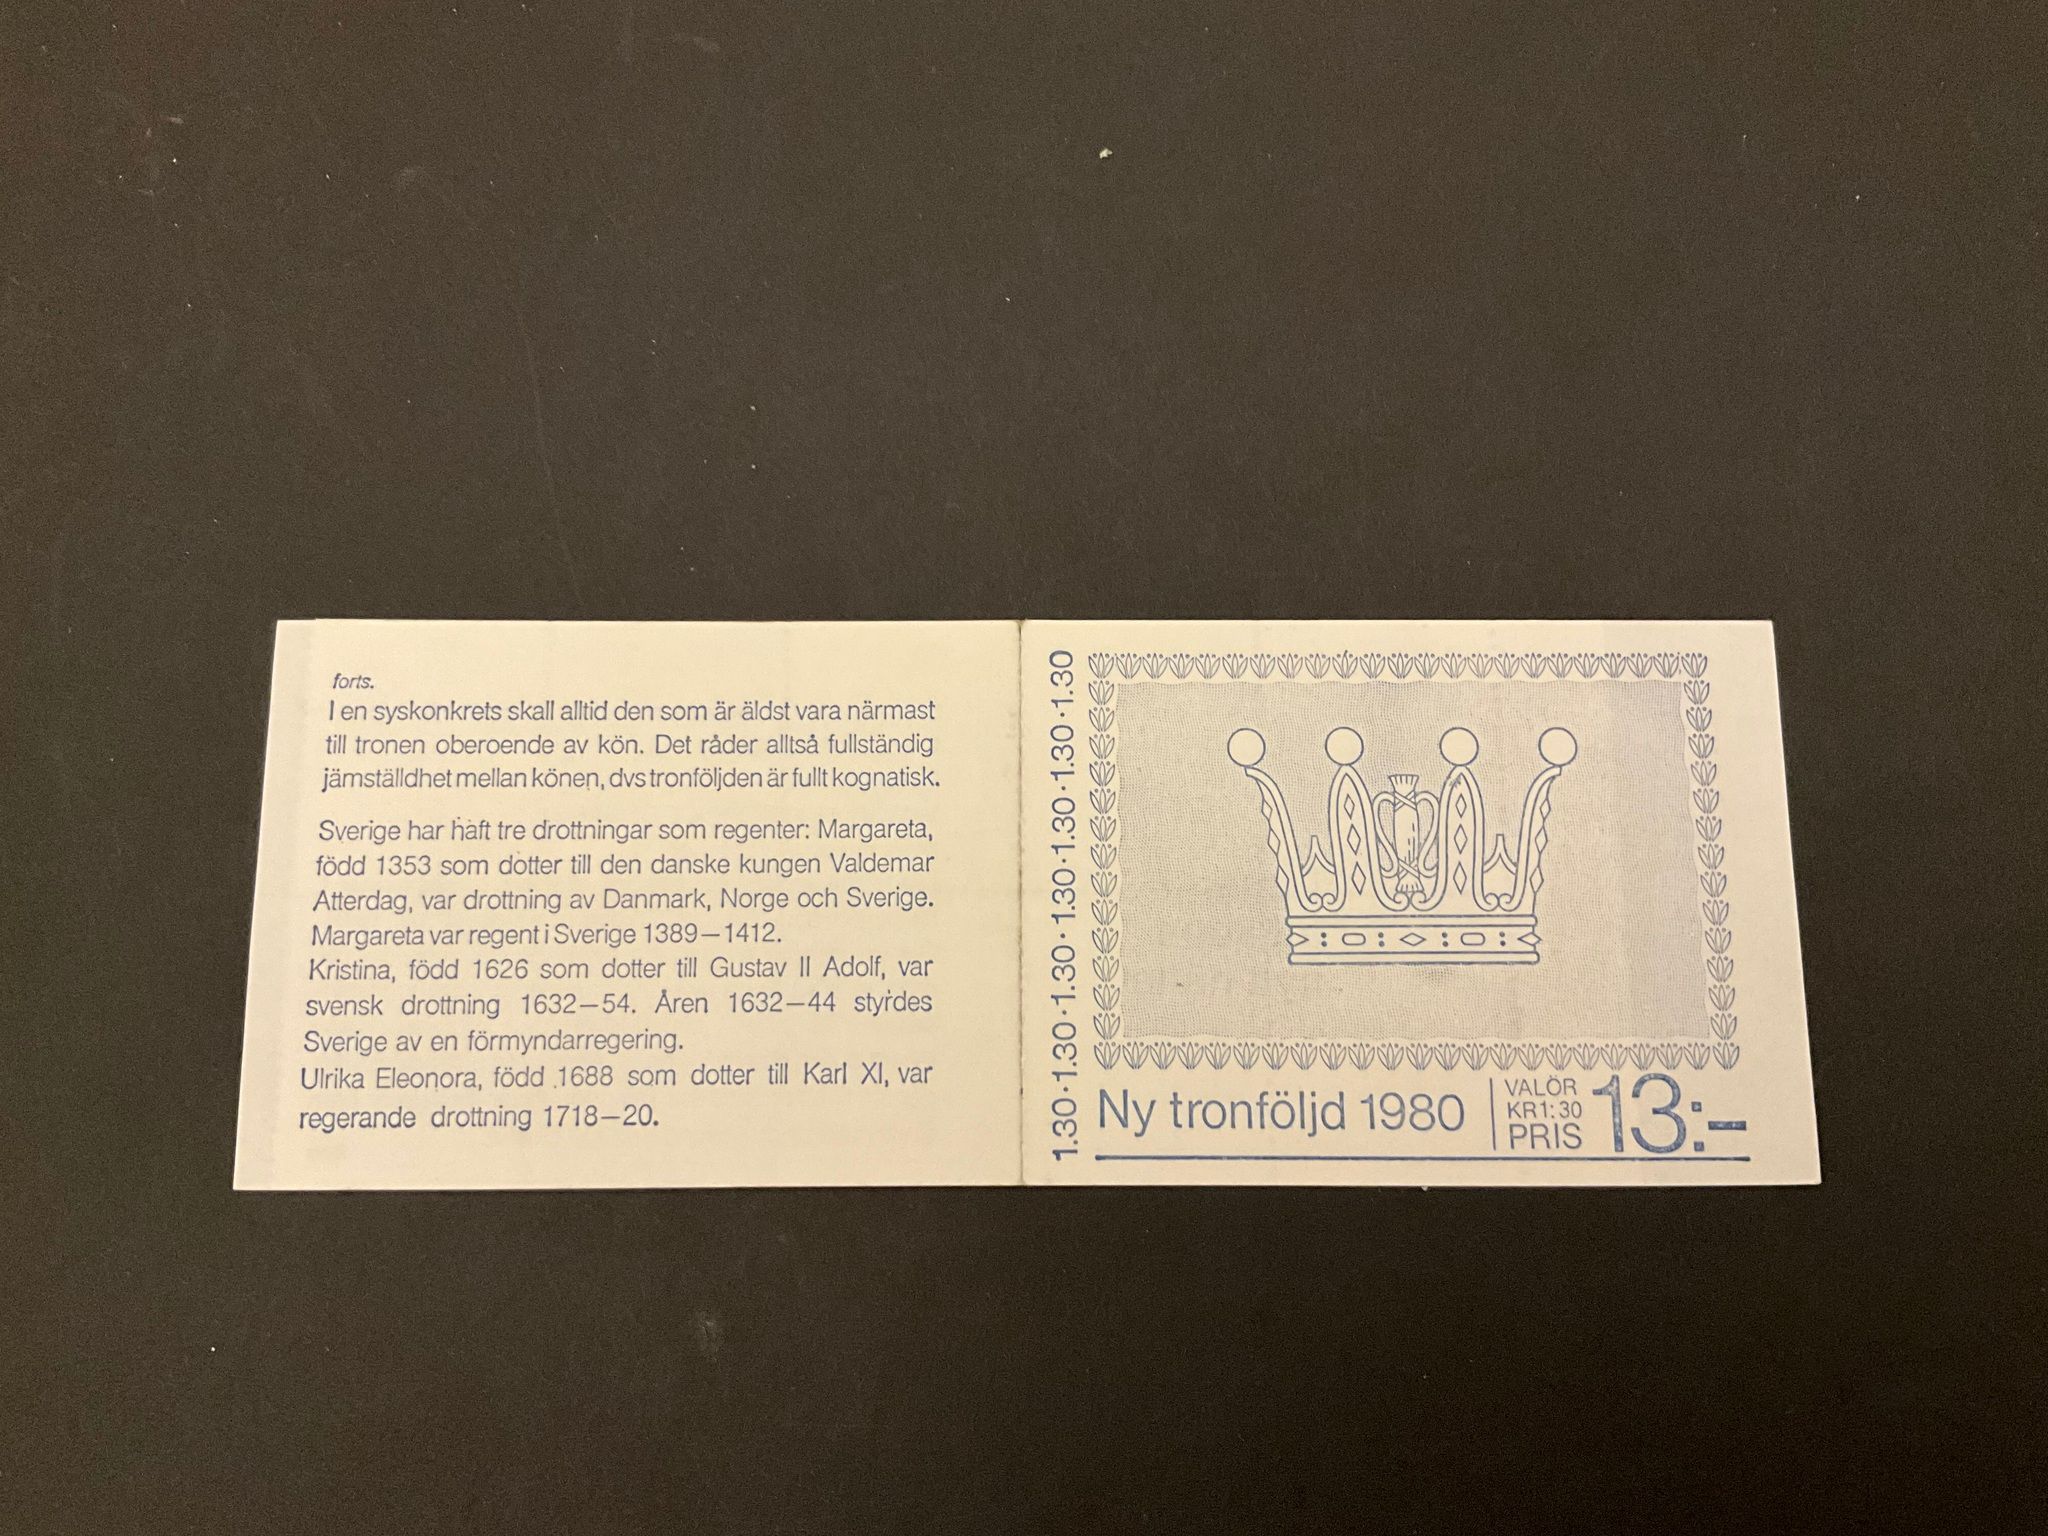 forts.
I en syskonkrets skall alltid den som är äldst vara närmast
till tronen oberoende av kön. Det råder alltså fullständig
jämställdhet mellan könen, dvs tronföljden är fullt kognatisk.
Sverige har haft tre drottningar som regenter: Margareta,
född 1353 som dotter till den danske kungen Valdemar
Atterdag, var drottning av Danmark, Norge och Sverige.
Margareta var regent i Sverige 1389–1412.
Kristina, född 1626 som dotter till Gustav II Adolf, var
svensk drottning 1632–54. Åren 1632–44 styrdes
Sverige av en förmyndarregering.
Ulrika Eleonora, född 1688 som dotter till Karl XI, var
regerande drottning 1718–20.
1.30·1.30·1.30·1.30·1.30·1.30·1.30
Ny tronföljd 1980
VALÖR
KR 1:30
PRIS
13:-